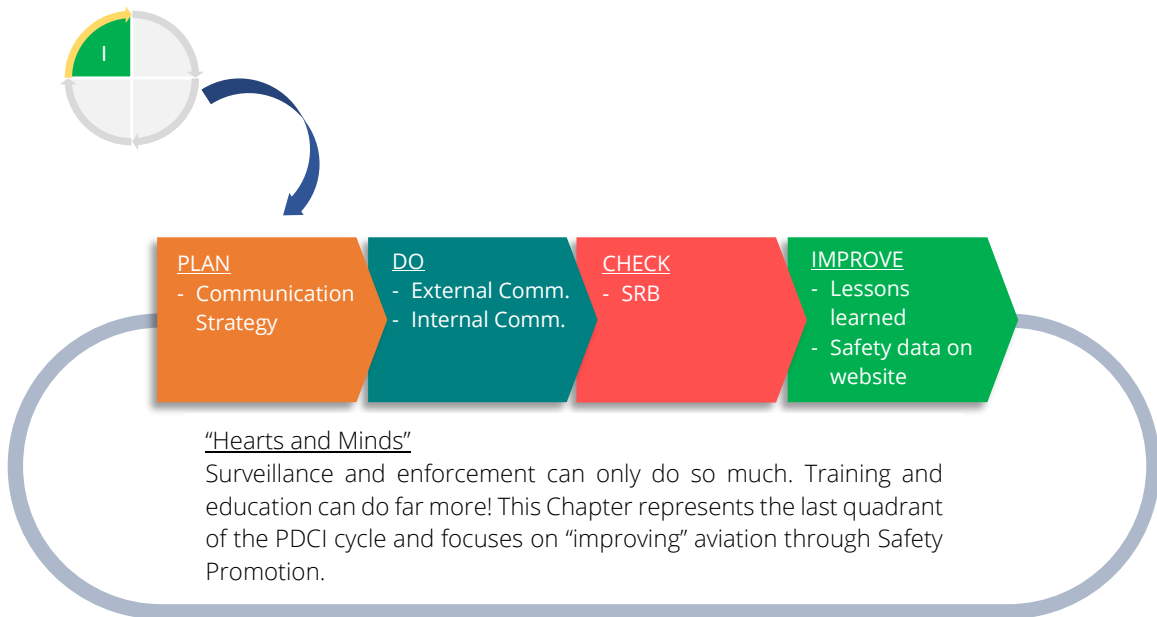 I
PLAN
- Communication
Strategy
DO
- External Comm.
- Internal Comm.
CHECK
- SRB
IMPROVE
- Lessons
learned
- Safety data on
website
“Hearts and Minds”
Surveillance and enforcement can only do so much. Training and
education can do far more! This Chapter represents the last quadrant
of the PDCI cycle and focuses on “improving” aviation through Safety
Promotion.